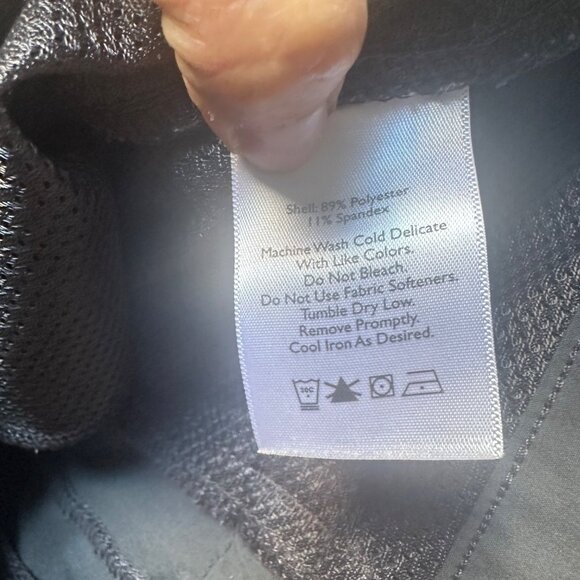 Shell: 89% Polyester
11% Spandex
Machine Wash Cold Delicate
With Like Colors.
Do Not Bleach.
Do Not Use Fabric Softeners.
Tumble Dry Low.
Remove Promptly.
Cool Iron As Desired.
30C